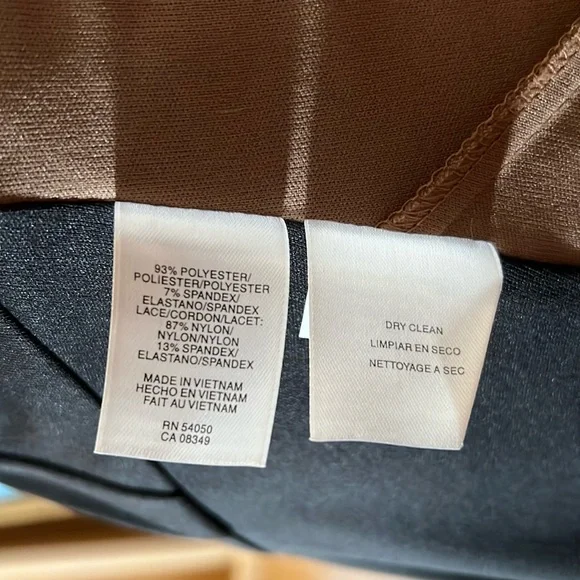 93% POLYESTER/
POLIÉSTER/POLYESTER
7% SPANDEX/
ELASTANO/SPANDEX
LACE/CORDON/LACET:
87% NYLON/
NYLON/NYLON
13% SPANDEX/
ELASTANO/SPANDEX
MADE IN VIETNAM
HECHO EN VIETNAM
FAIT AU VIETNAM
RN 54050
CA 08349
DRY CLEAN
LIMPIAR EN SECO
NETTOYAGE A SEC